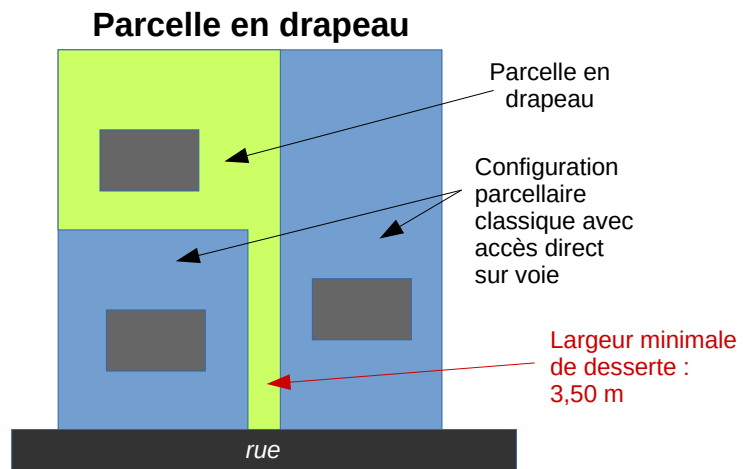 Parcelle en drapeau
Parcelle en
drapeau
Configuration
parcellaire
classique avec
accès direct
sur voie
Largeur minimale
de desserte :
3,50 m
rue